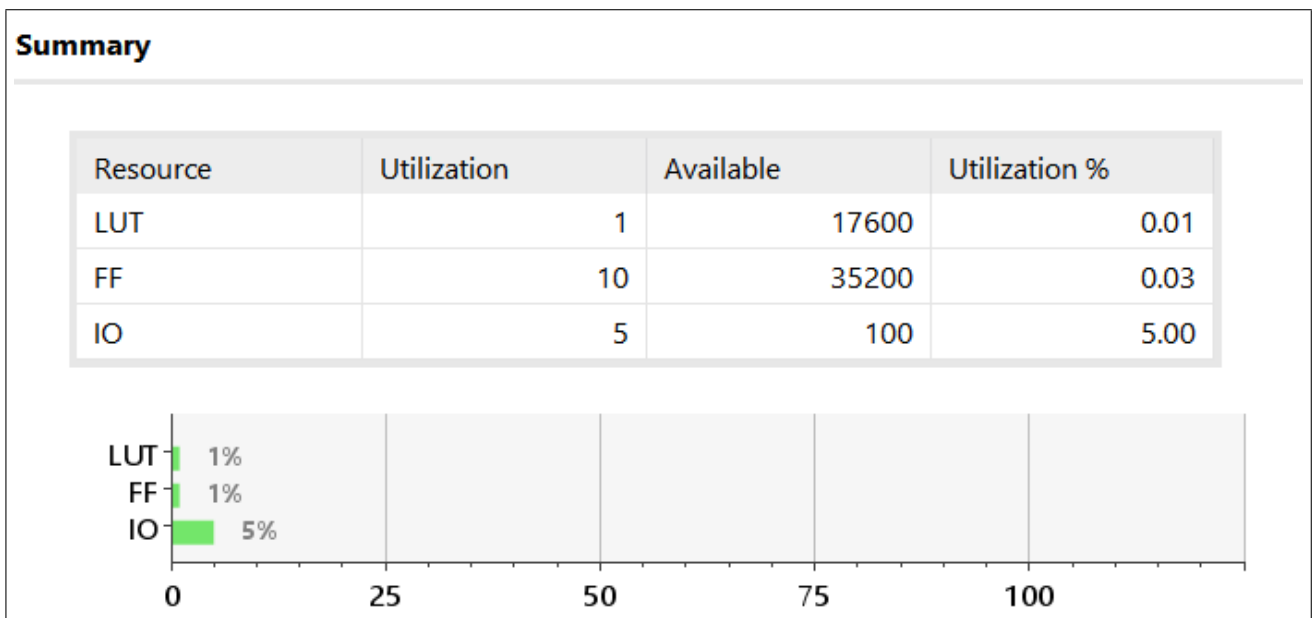 Summary
Resource Utilization Available Utilization %
LUT 1 17600 0.01
FF 10 35200 0.03
IO 5 100 5.00
LUT 1%
FF 1%
IO 5%
0 25 50 75 100